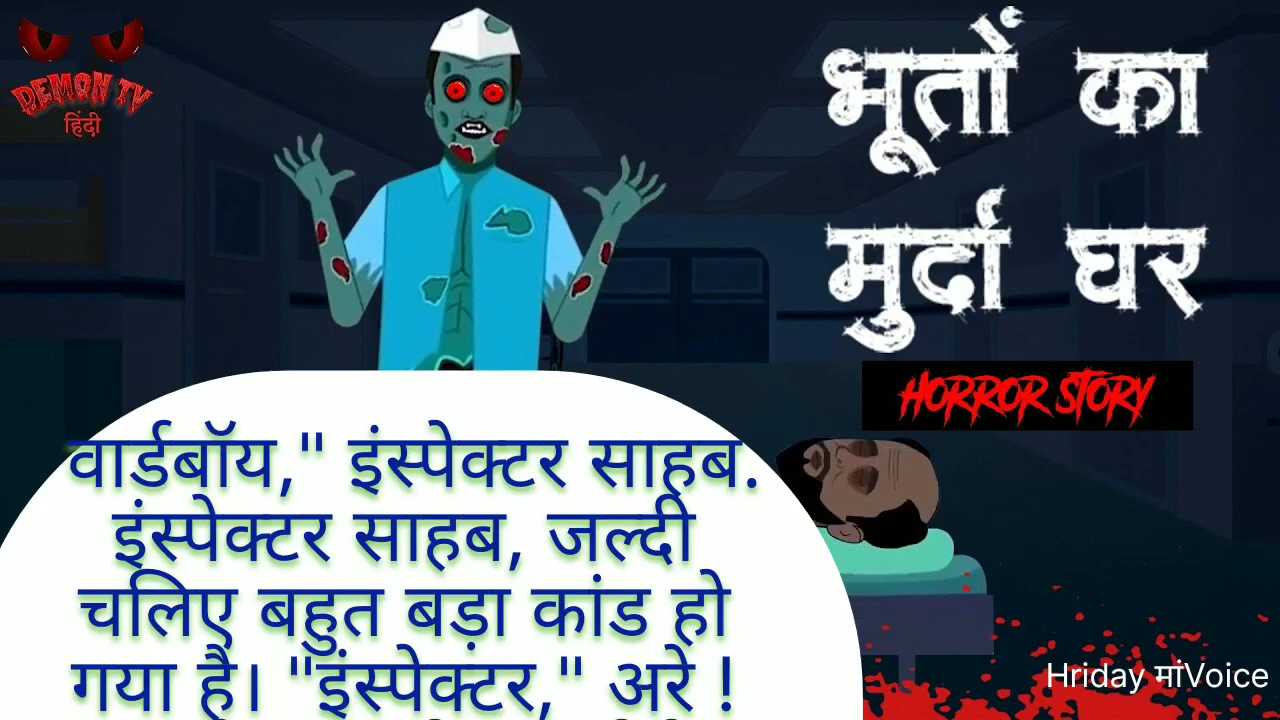 DEMON TV
हिंदी
भूतों का
मुर्दा घर
HORROR STORY
वार्डबॉय," इंस्पेक्टर साहब.
इंस्पेक्टर साहब, जल्दी
चलिए बहुत बड़ा कांड हो
गया है। "इंस्पेक्टर," अरे !
Hriday मांVoice